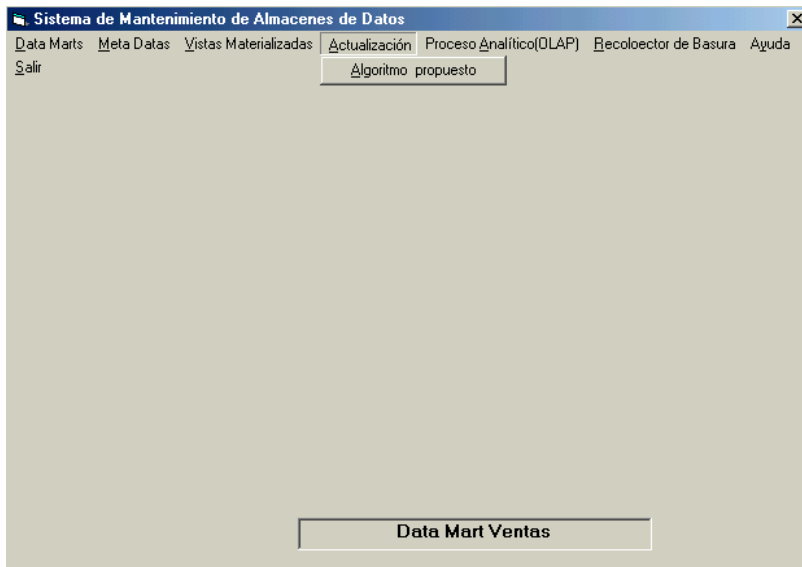 Sistema de Mantenimiento de Almacenes de Datos
Data Marts Meta Datas Vistas Materializadas Actualización Proceso Analítico(OLAP) Recoloector de Basura Ayuda
Salir
Algoritmo propuesto
Data Mart Ventas